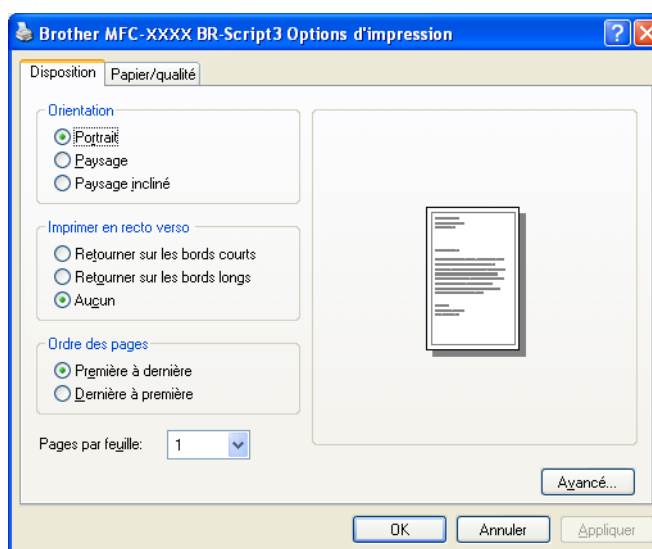 Brother MFC-XXXX BR-Script3 Options d'impression
Disposition
Papier/qualité
Orientation
Portrait
Paysage
Paysage incliné
Imprimer en recto verso
Retourner sur les bords courts
Retourner sur les bords longs
Aucun
Ordre des pages
Première à dernière
Dernière à première
Pages par feuille: 1
Avancé...
OK
Annuler
Appliquer